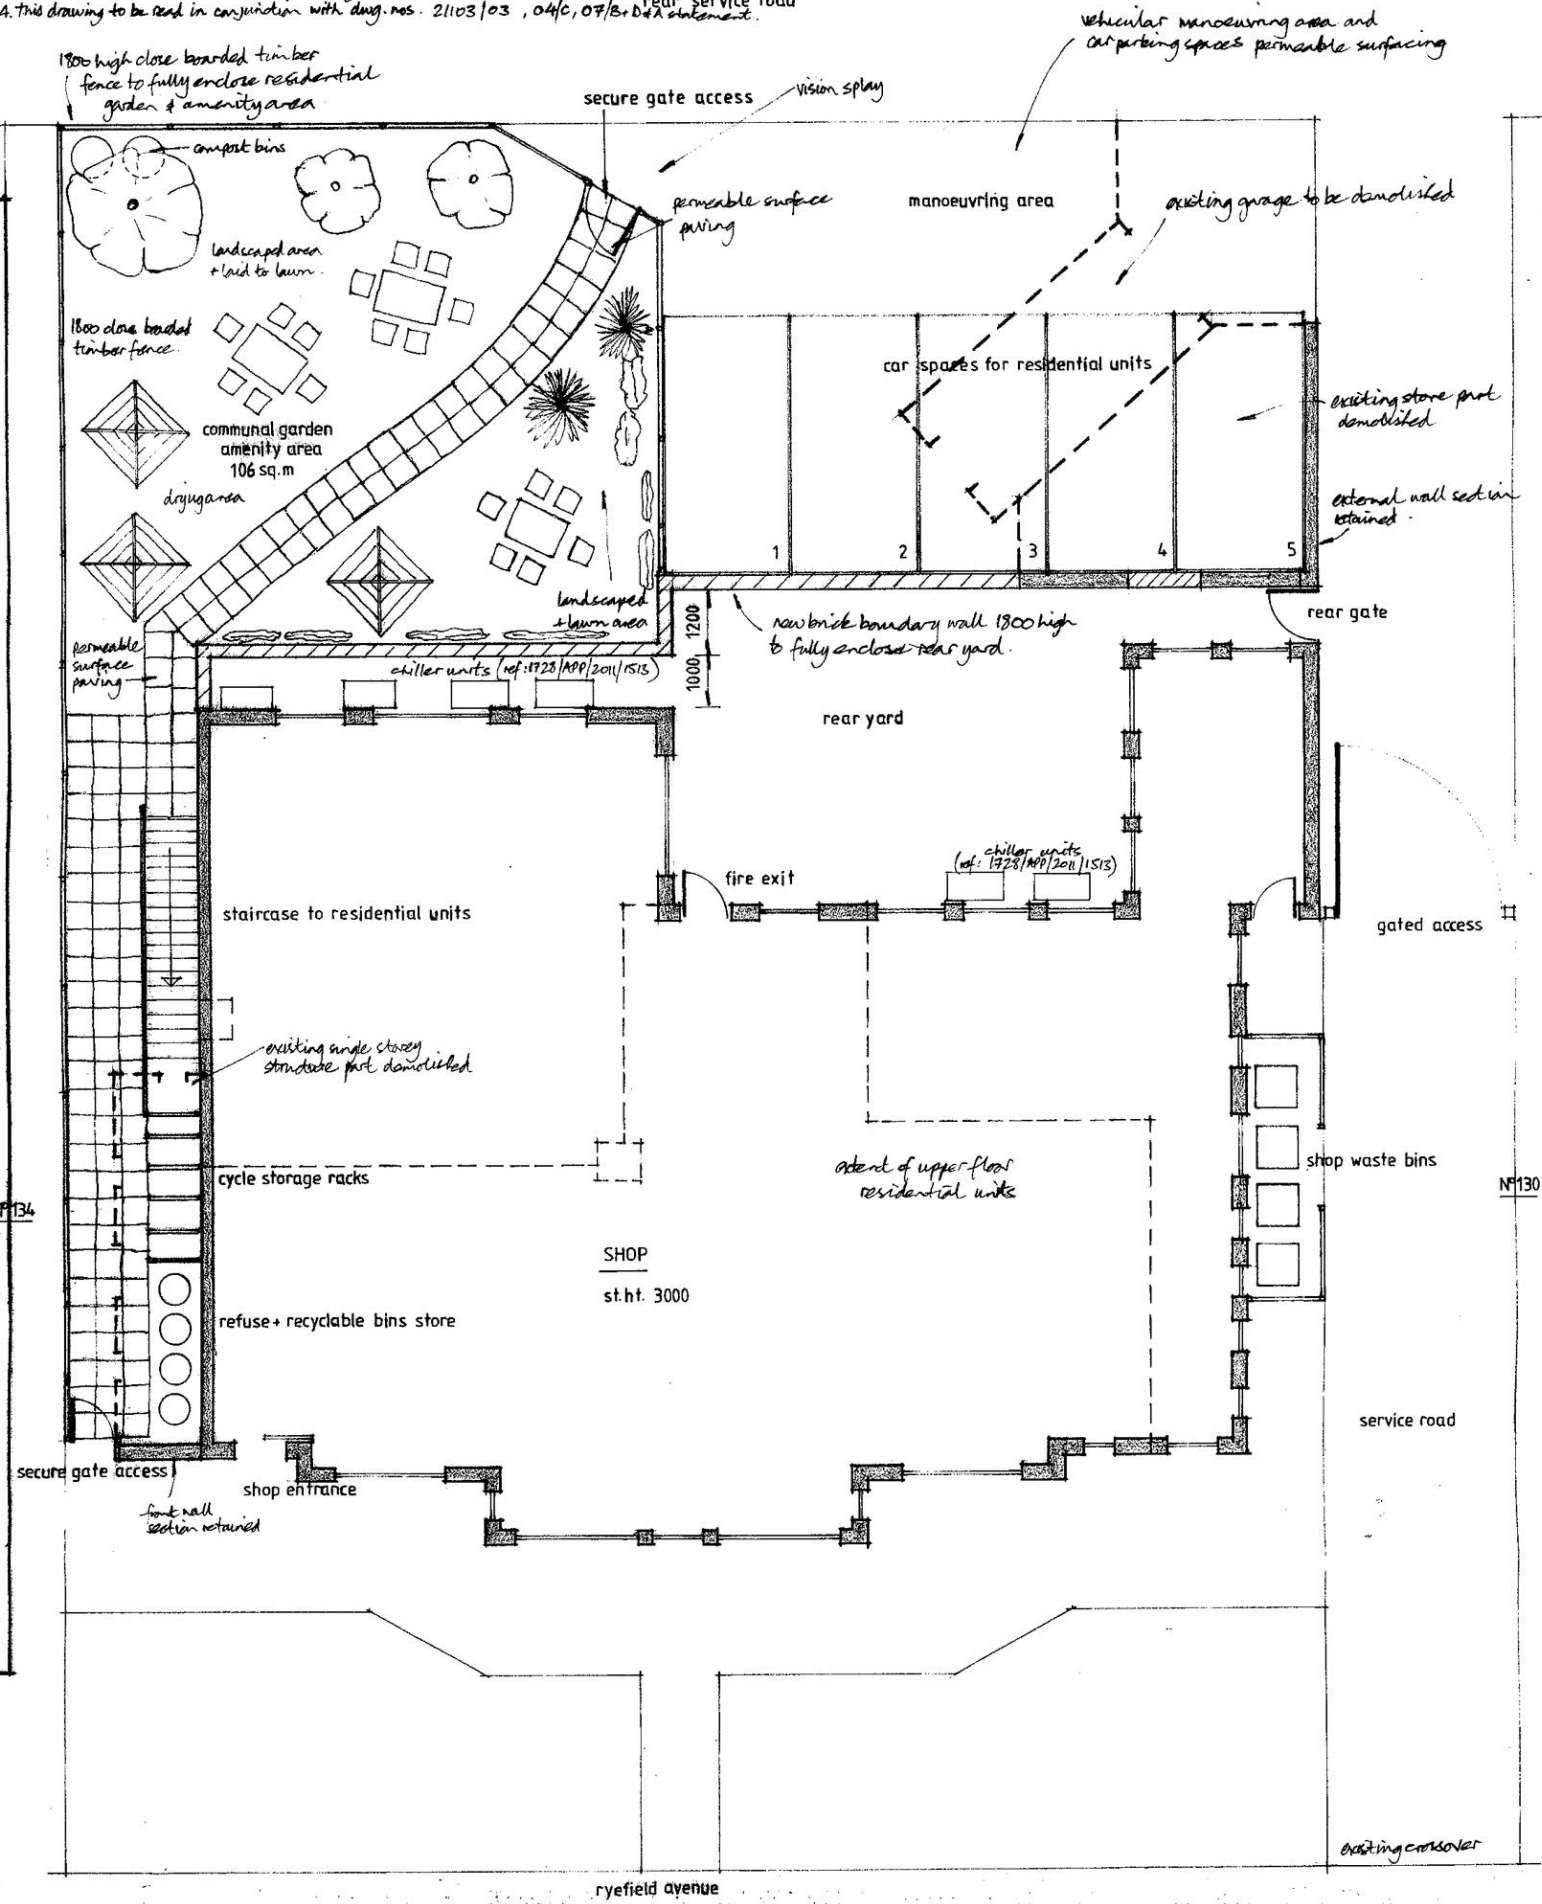 4. This drawing to be read in conjunction with dwg. nos. 21103/03 , 04/C, 07/B + D&A statement.
rear service road
vehicular manoeuvring area and
car parking spaces permeable surfacing
1800 high close boarded timber
fence to fully enclose residential
garden & amenity area
secure gate access
vision splay
compost bins
permeable surface
paving
manoeuvring area
existing garage to be demolished
landscaped area
+ laid to lawn.
1800 close boarded
timber fence.
car spaces for residential units
existing store part
demolished
communal garden
amenity area
106 sq.m
drying area
external wall section
retained.
1
2
3
4
5
landscaped
+ lawn area
1200
new brick boundary wall 1800 high
to fully enclose rear yard.
rear gate
permeable
surface
paving
chiller units (ref:1728/APP/2011/1513)
1000
rear yard
chiller units
(ref: 1728/APP/2011/1513)
fire exit
staircase to residential units
gated access
existing single storey
structure part demolished
cycle storage racks
extent of upper floor
residential units
shop waste bins
Nº134
Nº130
SHOP
st.ht. 3000
refuse + recyclable bins store
service road
secure gate access
shop entrance
front wall
section retained
existing crossover
ryefield avenue